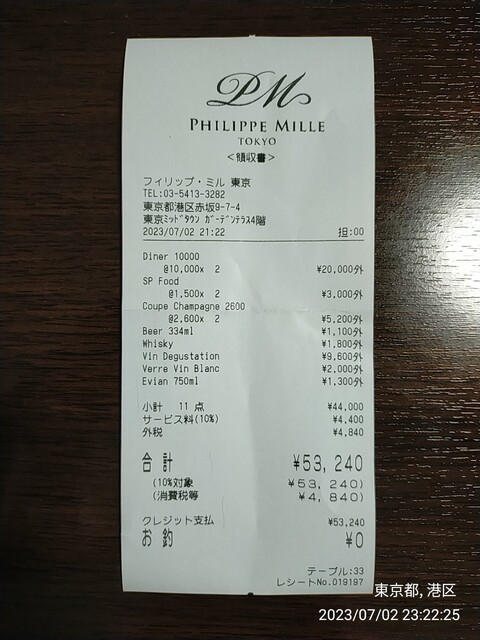 PM
PHILIPPE MILLE
TOKYO
<領収書>
フィリップ・ミル 東京
TEL:03-5413-3282
東京都港区赤坂9-7-4
東京ミッドタウン ガーデンテラス4階
2023/07/02 21:22 担:00
Diner 10000
@10,000x 2 ¥20,000外
SP Food
@1,500x 2 ¥3,000外
Coupe Champagne 2600
@2,600x 2 ¥5,200外
Beer 334ml ¥1,100外
Whisky ¥1,800外
Vin Degustation ¥9,600外
Verre Vin Blanc ¥2,000外
Evian 750ml ¥1,300外
小計 11 点 ¥44,000
サービス料(10%) ¥4,400
外税 ¥4,840
合計 ¥53,240
(10%対象 ¥53,240)
(消費税等 ¥4,840)
クレジット支払 ¥53,240
お釣 ¥0
テーブル:33
レシートNo.019197
東京都,港区
2023/07/02 23:22:25